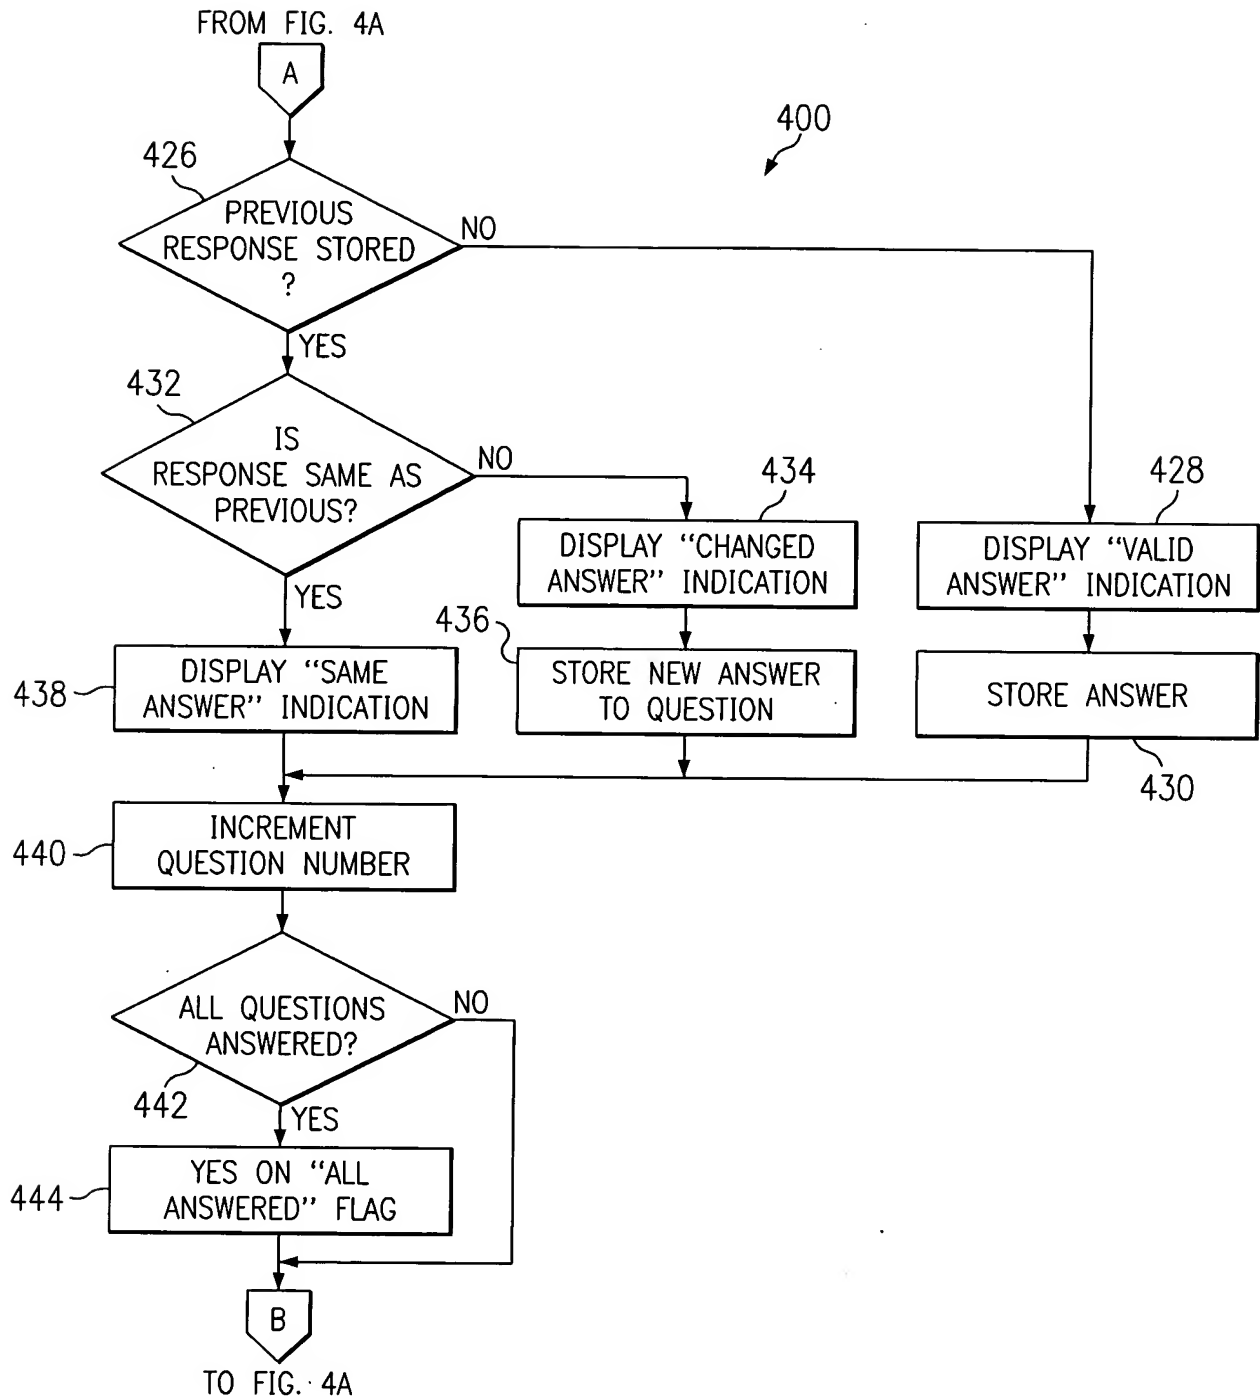 FROM FIG. 4A
A
400
426
PREVIOUS
RESPONSE STORED
?
NO
YES
432
IS
RESPONSE SAME AS
PREVIOUS?
NO
YES
434
DISPLAY “CHANGED
ANSWER” INDICATION
428
DISPLAY “VALID
ANSWER” INDICATION
436
STORE NEW ANSWER
TO QUESTION
STORE ANSWER
430
438
DISPLAY “SAME
ANSWER” INDICATION
440
INCREMENT
QUESTION NUMBER
ALL QUESTIONS
ANSWERED?
NO
442
YES
444
YES ON “ALL
ANSWERED” FLAG
B
TO FIG. 4A